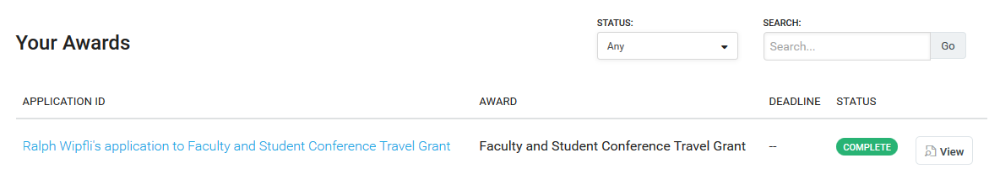 STATUS:
SEARCH:
Your Awards
Any
Search...
Go
APPLICATION ID
AWARD
DEADLINE
STATUS
Ralph Wipfli's application to Faculty and Student Conference Travel Grant
Faculty and Student Conference Travel Grant
--
COMPLETE
View